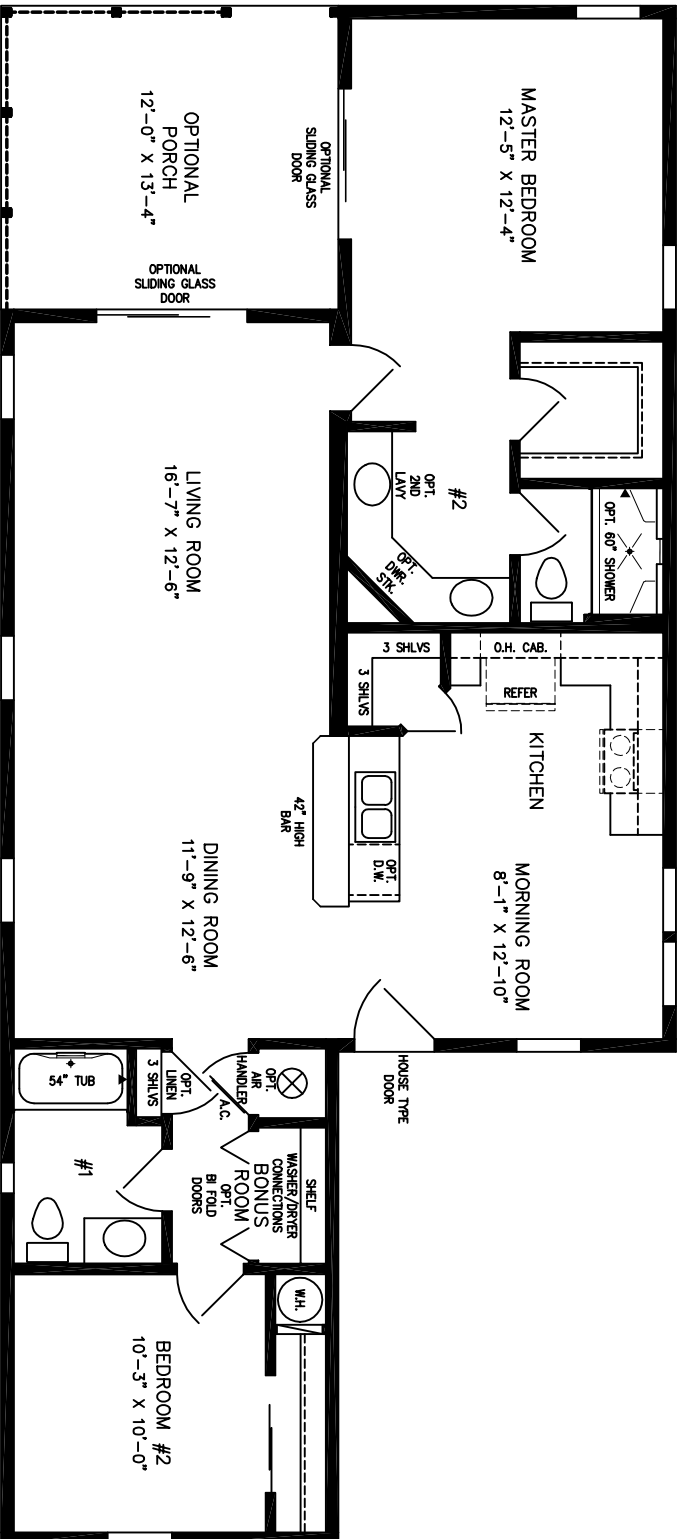 MASTER BEDROOM
12'-5" X 12'-4"
OPTIONAL
PORCH
12'-0" X 13'-4"
OPTIONAL
SLIDING GLASS
DOOR
OPTIONAL
SLIDING GLASS
DOOR
#2
OPT.
2ND
LAVY
OPT.
DWR.
STK.
OPT. 60" SHOWER
LIVING ROOM
16'-7" X 12'-6"
3 SHLVS
3 SHLVS
O.H. CAB.
REFER
KITCHEN
42" HIGH
BAR
OPT.
D.W.
MORNING ROOM
8'-1" X 12'-10"
DINING ROOM
11'-9" X 12'-6"
HOUSE TYPE
DOOR
54" TUB
3 SHLVS
OPT.
LINEN
OPT.
AIR
HANDLER
A.C.
#1
SHELF
WASHER/DRYER
CONNECTIONS
BONUS
ROOM
OPT.
BI FOLD
DOORS
W.H.
BEDROOM #2
10'-3" X 10'-0"